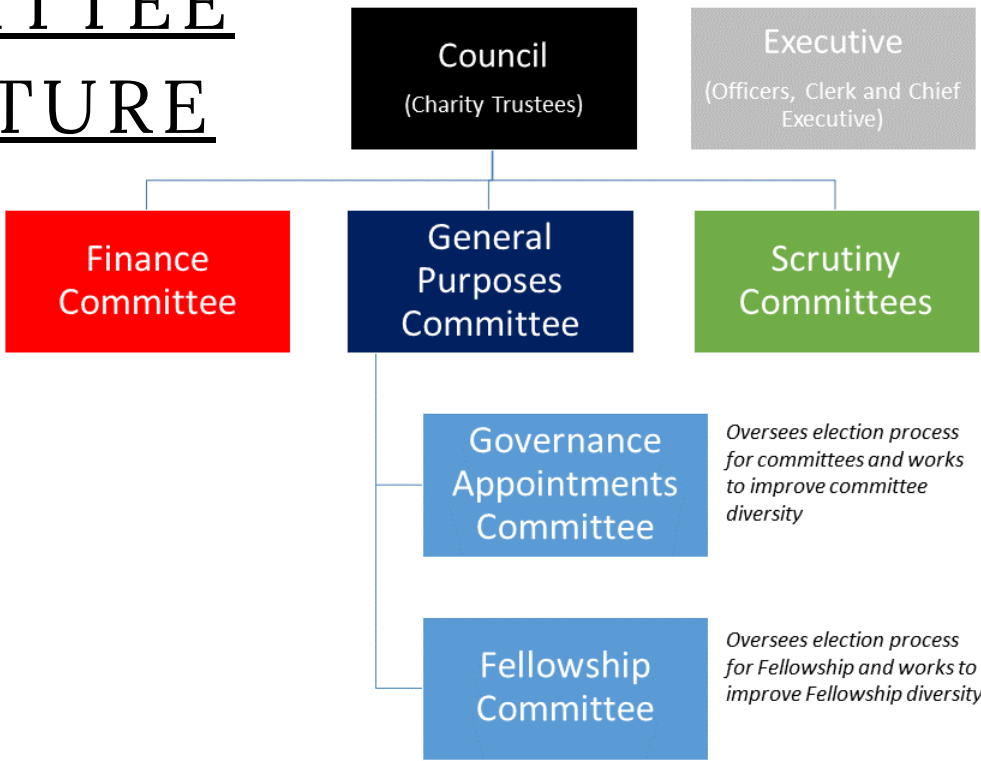 TTEE
TURE
Council
(Charity Trustees)
Executive
(Officers, Clerk and Chief
Executive)
Finance
Committee
General
Purposes
Committee
Scrutiny
Committees
Governance
Appointments
Committee
Oversees election process
for committees and works
to improve committee
diversity
Fellowship
Committee
Oversees election process
for Fellowship and works to
improve Fellowship diversity